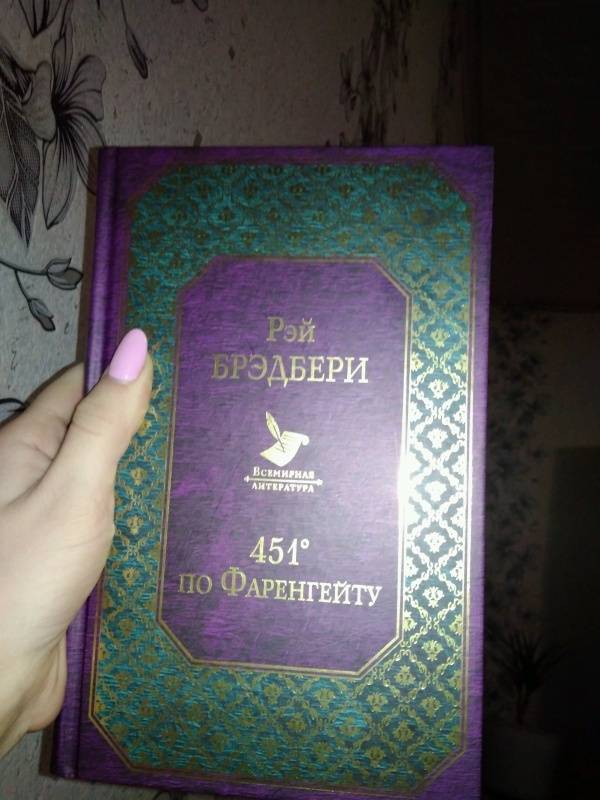 Рэй
БРЭДБЕРИ
Всемирная
литература
451°
по Фаренгейту